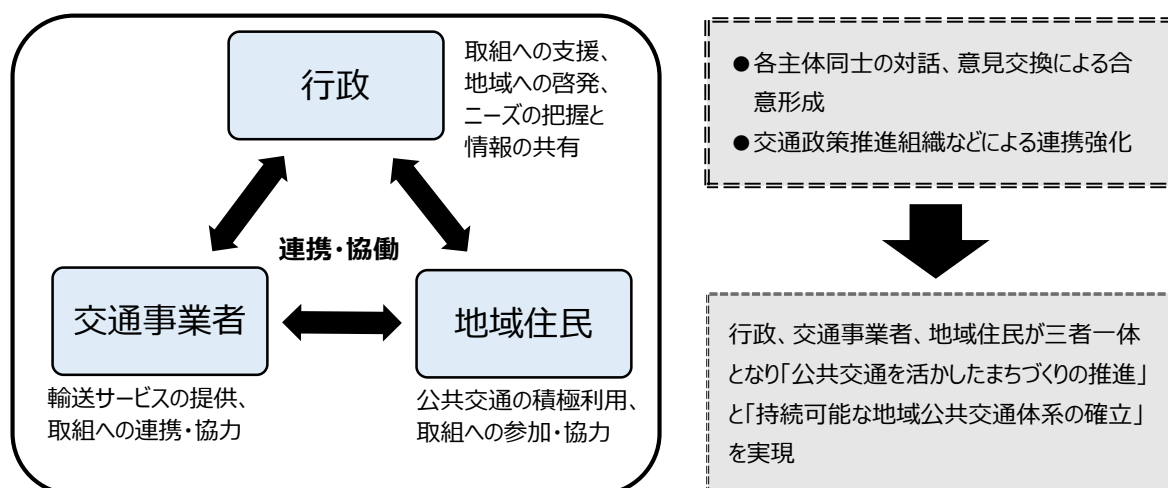 行政
取組への支援、
地域への啓発、
ニーズの把握と
情報の共有
連携・協働
交通事業者
輸送サービスの提供、
取組への連携・協力
地域住民
公共交通の積極利用、
取組への参加・協力
●各主体同士の対話、意見交換による合
意形成
●交通政策推進組織などによる連携強化
行政、交通事業者、地域住民が三者一体
となり「公共交通を活かしたまちづくりの推進」
と「持続可能な地域公共交通体系の確立」
を実現